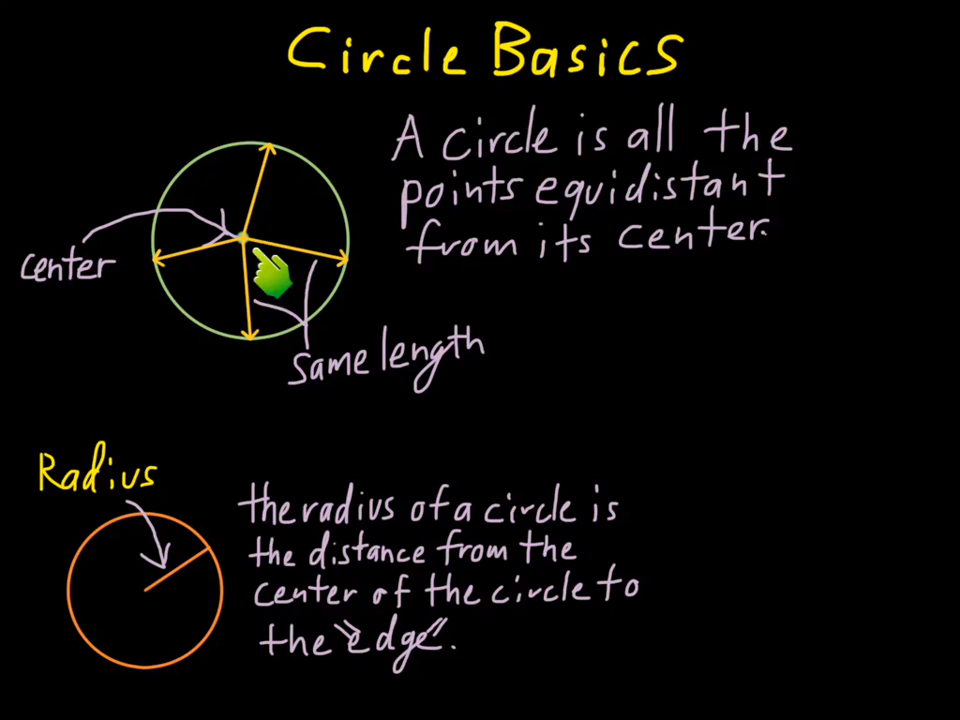 Circle Basics
A circle is all the
points equidistant
from its center.
center
same length
Radius
the radius of a circle is
the distance from the
center of the circle to
the "edge".